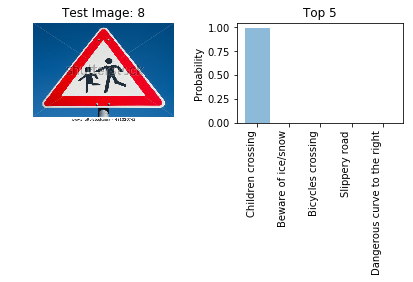 Test Image: 8
Top 5
Probability
1.00
0.75
0.50
0.25
0.00
Children crossing
Beware of ice/snow
Bicycles crossing
Slippery road
Dangerous curve to the right